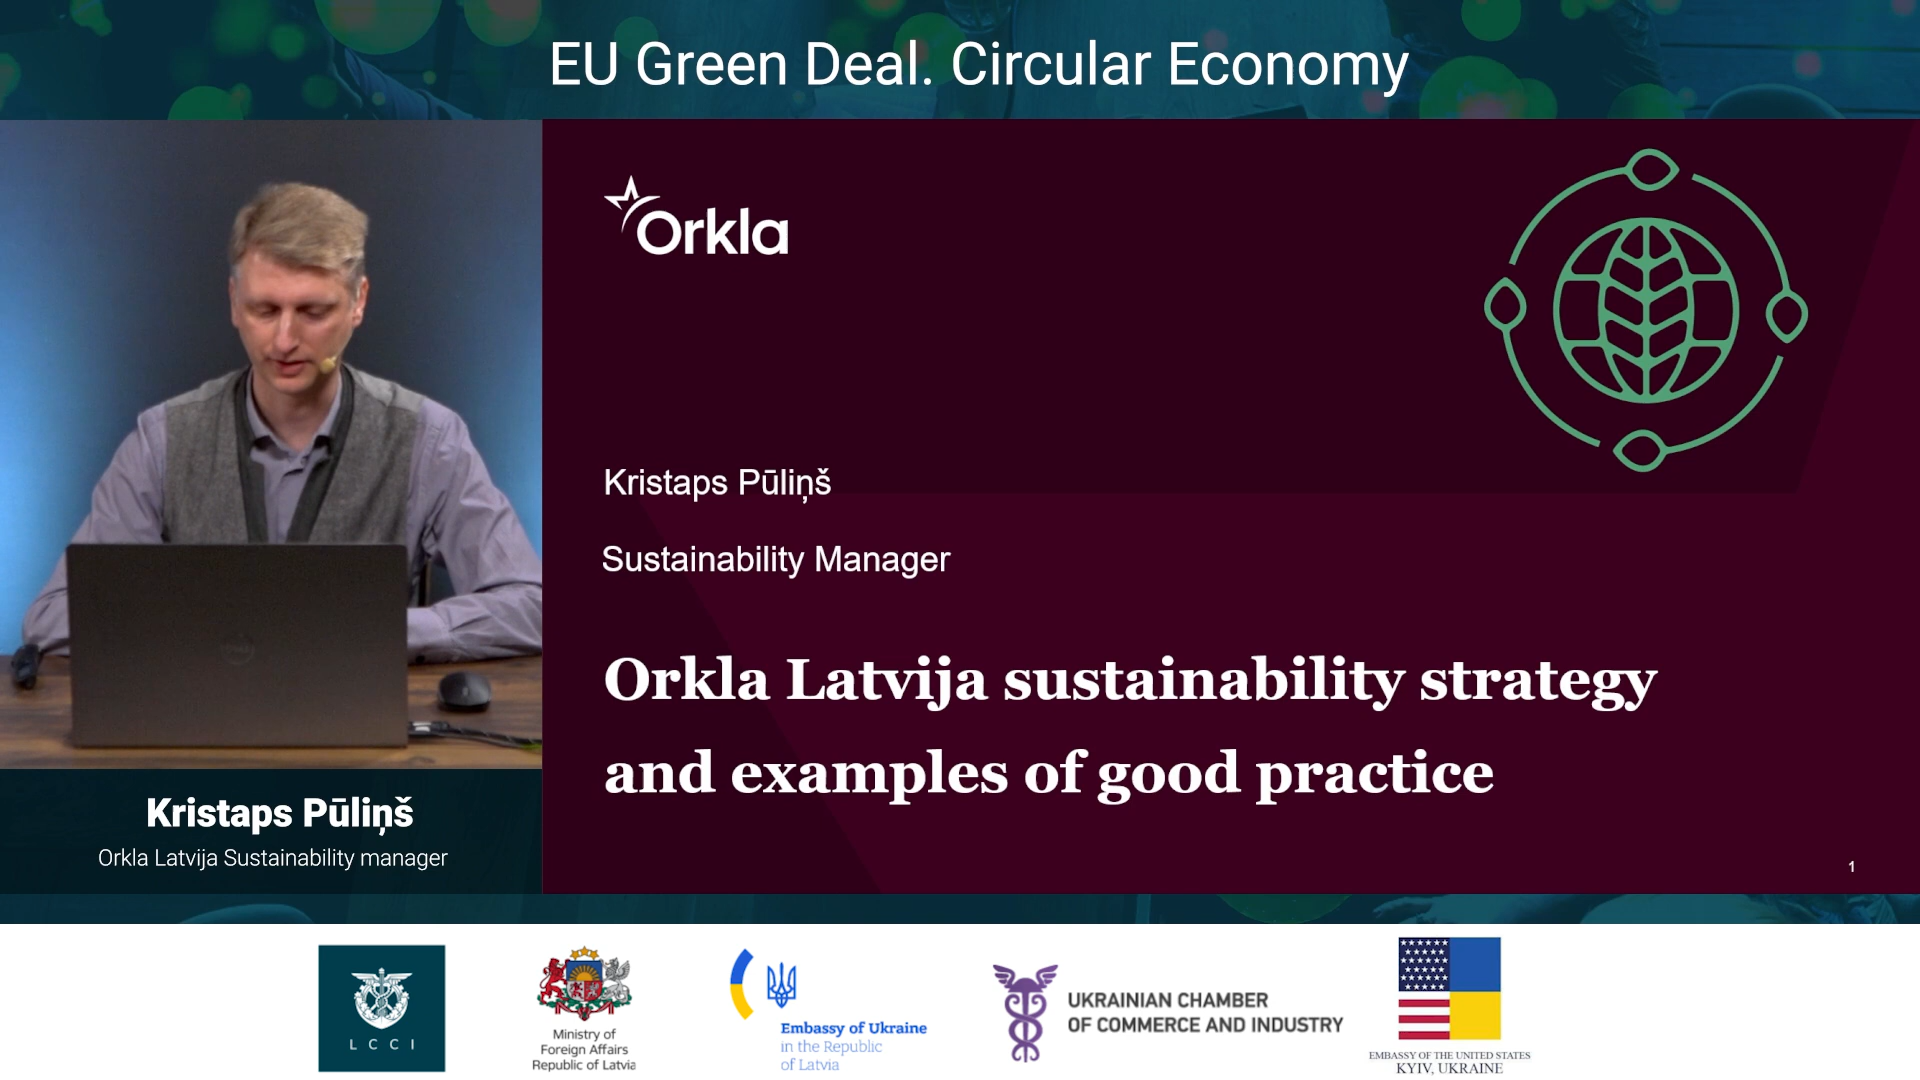 EU Green Deal. Circular Economy
Orkla
Kristaps Pūliņš
Sustainability Manager
Orkla Latvija sustainability strategy
and examples of good practice
1
DELL
Kristaps Pūliņš
Orkla Latvija Sustainability manager
LCCI
Ministry of
Foreign Affairs
Republic of Latvia
Embassy of Ukraine
in the Republic
of Latvia
UKRAINIAN CHAMBER
OF COMMERCE AND INDUSTRY
EMBASSY OF THE UNITED STATES
KYIV, UKRAINE